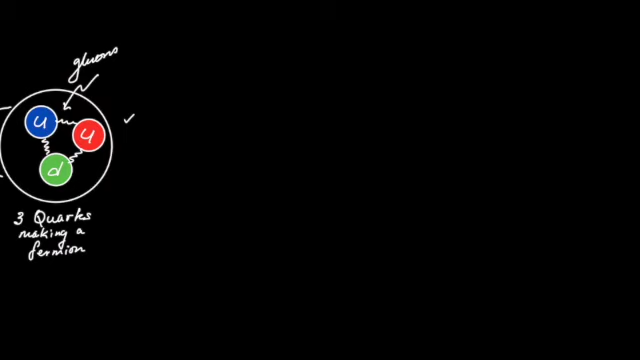 gluons
u
u
d
3 Quarks
making a
fermion